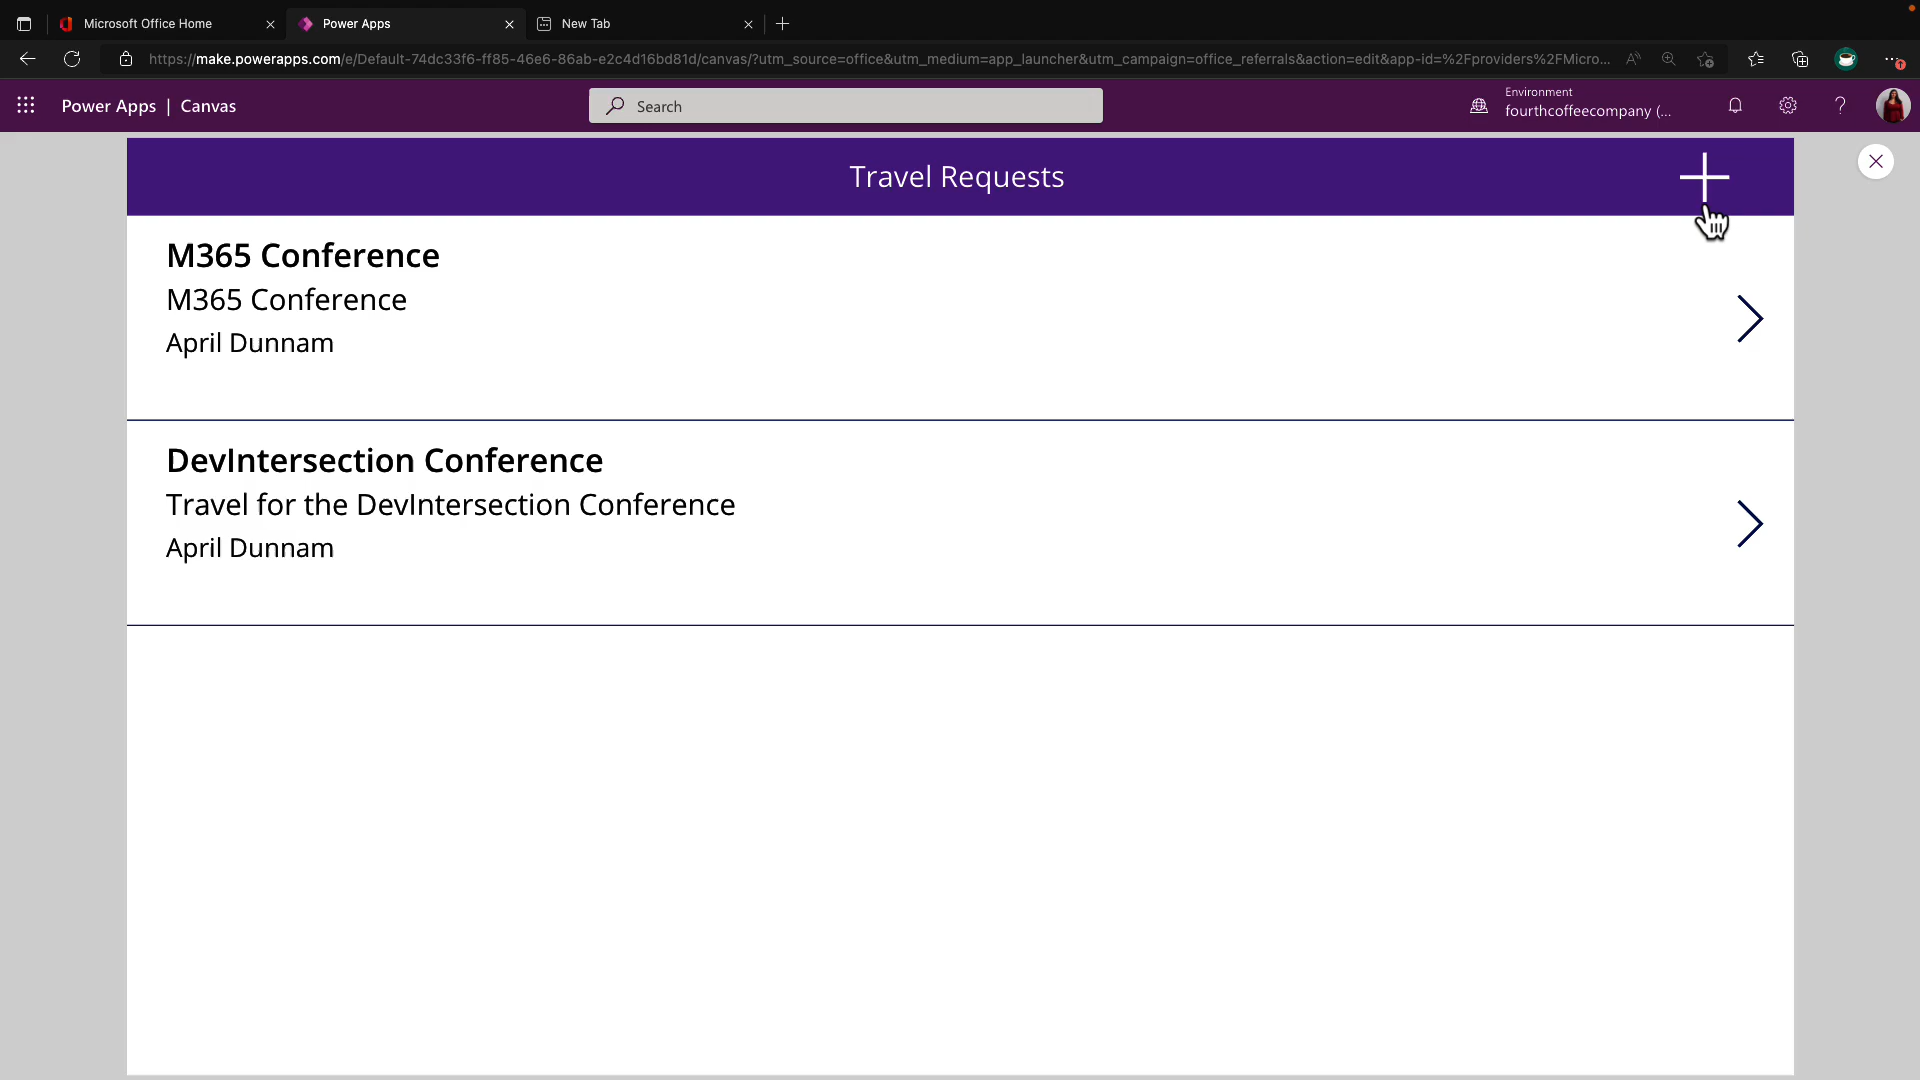 Microsoft Office Home
Power Apps
New Tab
https://make.powerapps.com/e/Default-74dc33f6-ff85-46e6-86ab-e2c4d16bd81d/canvas/?utm_source=office&utm_medium=app_launcher&utm_campaign=office_referrals&action=edit&app-id=%2Fproviders%2FMicro...
Power Apps | Canvas
Search
Environment
fourthcoffeecompany (...
Travel Requests
M365 Conference
M365 Conference
April Dunnam
DevIntersection Conference
Travel for the DevIntersection Conference
April Dunnam